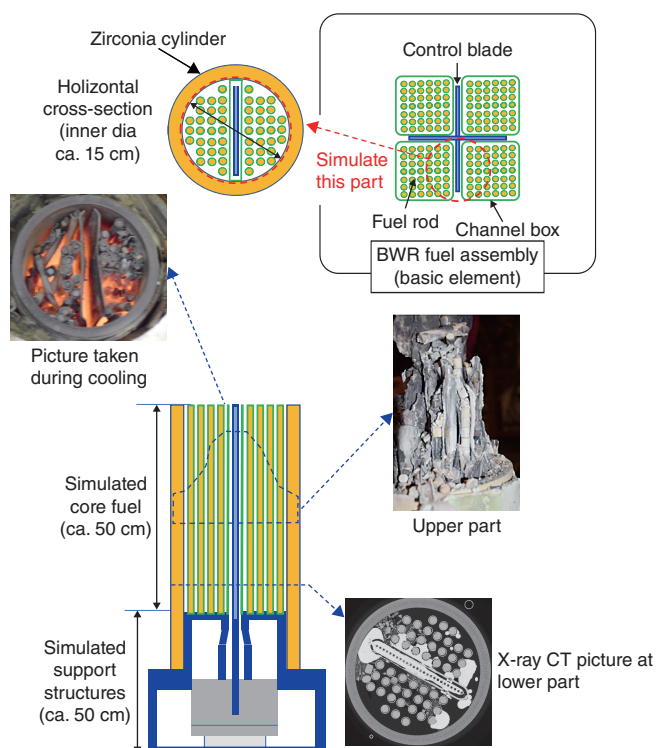 Zirconia cylinder
Holizontal
cross-section
(inner dia
ca. 15 cm)
Control blade
Simulate
this part
Fuel rod
Channel box
BWR fuel assembly
(basic element)
Picture taken
during cooling
Simulated
core fuel
(ca. 50 cm)
Upper part
Simulated
support
structures
(ca. 50 cm)
X-ray CT picture at
lower part